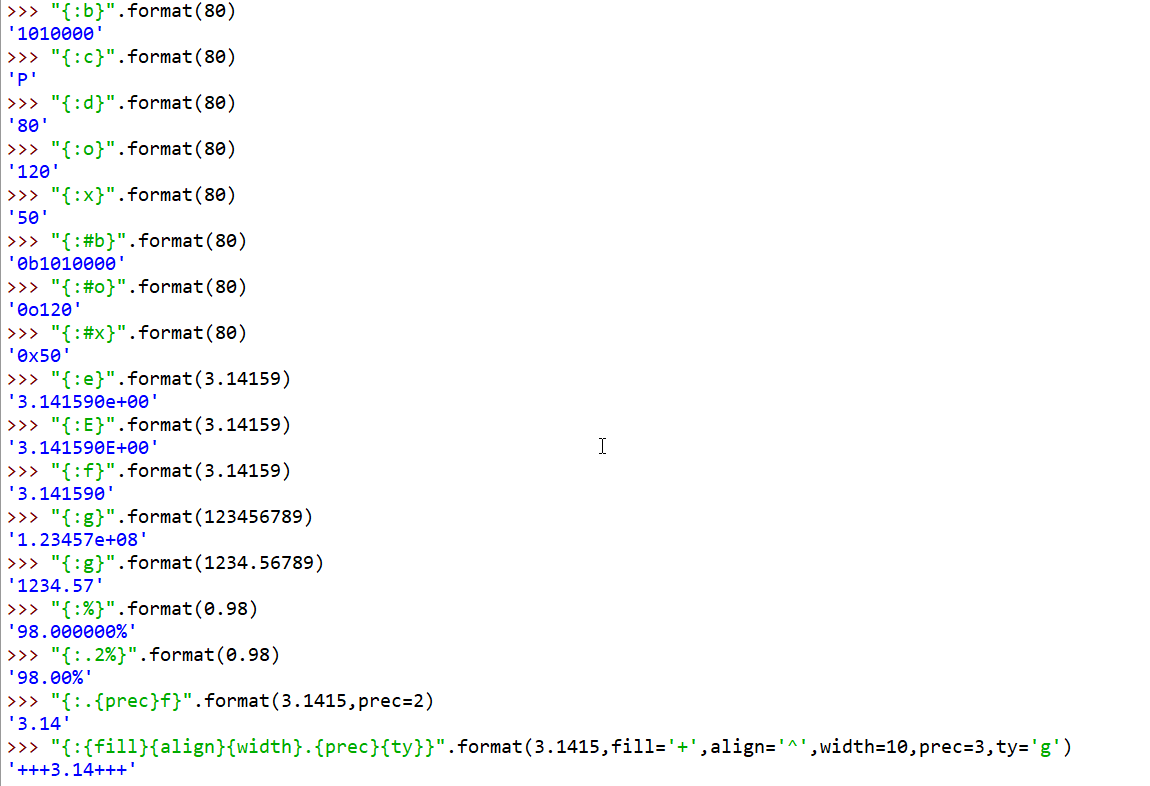 >>> "{:b}".format(80)
'1010000'
>>> "{:c}".format(80)
'P'
>>> "{:d}".format(80)
'80'
>>> "{:o}".format(80)
'120'
>>> "{:x}".format(80)
'50'
>>> "{:#b}".format(80)
'0b1010000'
>>> "{:#o}".format(80)
'0o120'
>>> "{:#x}".format(80)
'0x50'
>>> "{:e}".format(3.14159)
'3.141590e+00'
>>> "{:E}".format(3.14159)
'3.141590E+00'
>>> "{:f}".format(3.14159)
'3.141590'
>>> "{:g}".format(123456789)
'1.23457e+08'
>>> "{:g}".format(1234.56789)
'1234.57'
>>> "{:%}".format(0.98)
'98.000000%'
>>> "{:.2%}".format(0.98)
'98.00%'
>>> "{:.{prec}f}".format(3.1415,prec=2)
'3.14'
>>> "{:{fill}{align}{width}.{prec}{ty}}".format(3.1415,fill='+',align='^',width=10,prec=3,ty='g')
'+++3.14+++'